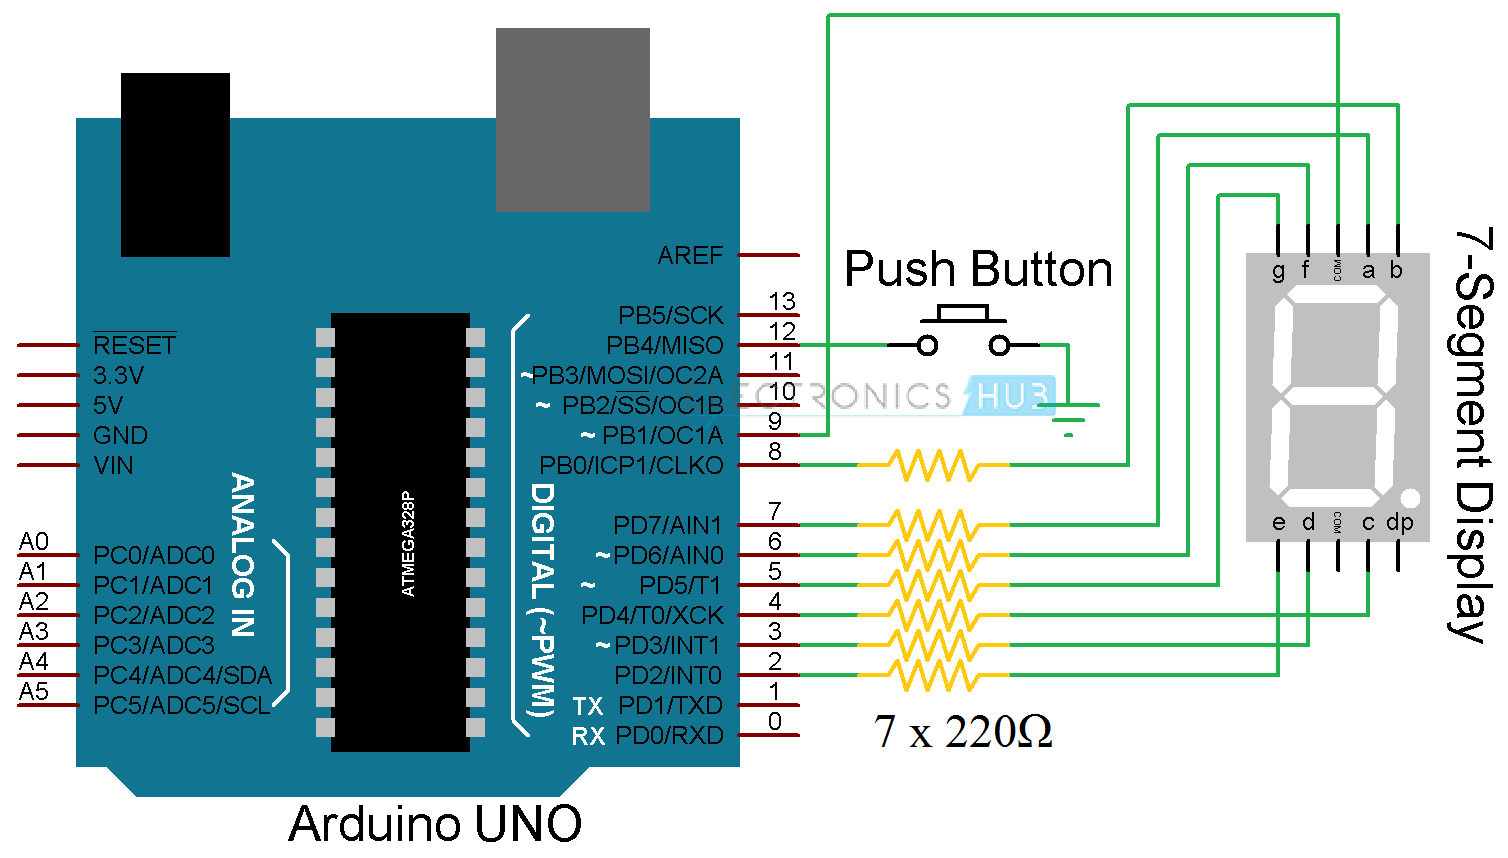 AREF
Push Button
g f COM a b
7-Segment Display
RESET
3.3V
5V
GND
VIN
PB5/SCK 13
PB4/MISO 12
~PB3/MOSI/OC2A 11
~ PB2/SS/OC1B 10
~ PB1/OC1A 9
PB0/ICP1/CLKO 8
HUB
ANALOG IN
ATMEGA328P
DIGITAL (~PWM)
e d COM c dp
A0 PC0/ADC0
A1 PC1/ADC1
A2 PC2/ADC2
A3 PC3/ADC3
A4 PC4/ADC4/SDA
A5 PC5/ADC5/SCL
PD7/AIN1 7
~ PD6/AIN0 6
~ PD5/T1 5
PD4/T0/XCK 4
~ PD3/INT1 3
PD2/INT0 2
TX PD1/TXD 1
RX PD0/RXD 0
7 x 220Ω
Arduino UNO